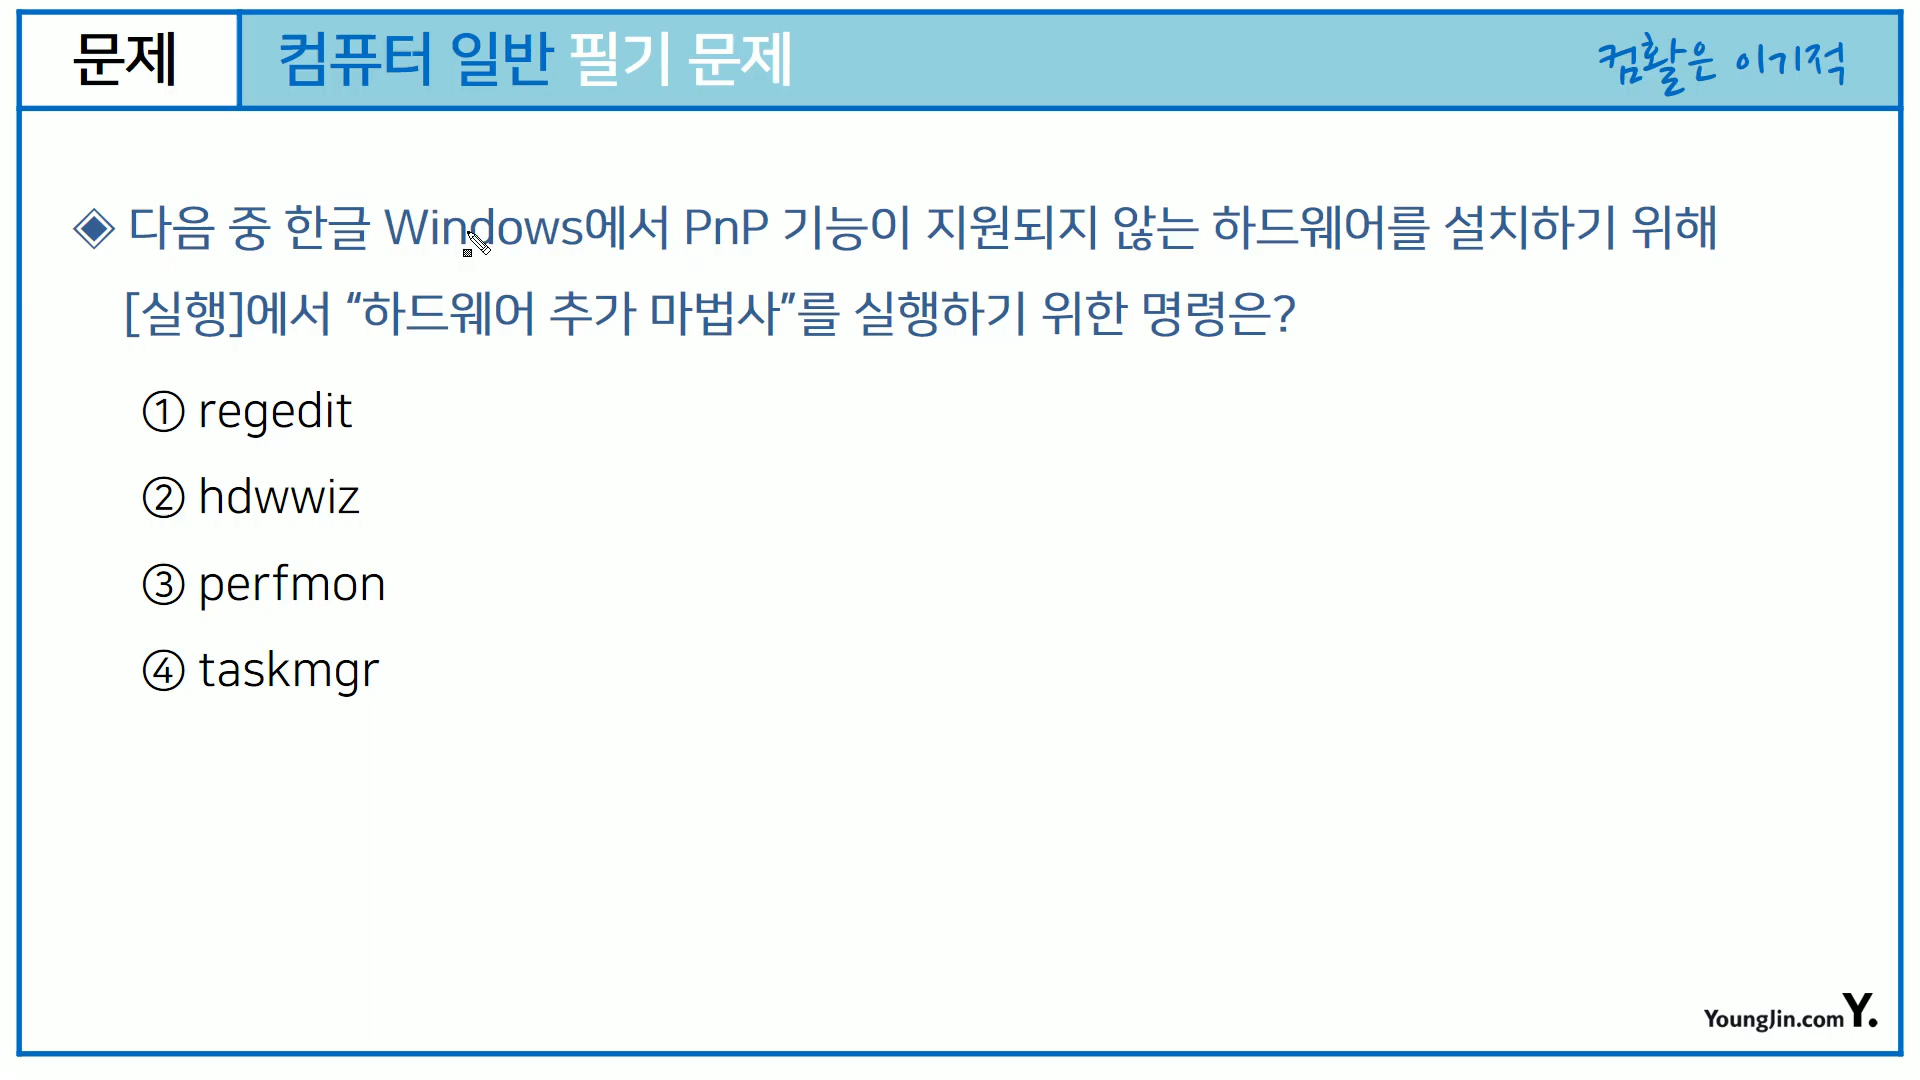 문제
컴퓨터 일반 필기 문제
컴활은 이기적
◈ 다음 중 한글 Windows에서 PnP 기능이 지원되지 않는 하드웨어를 설치하기 위해
[실행]에서 “하드웨어 추가 마법사”를 실행하기 위한 명령은?
① regedit
② hdwwiz
③ perfmon
④ taskmgr
YoungJin.com Y.